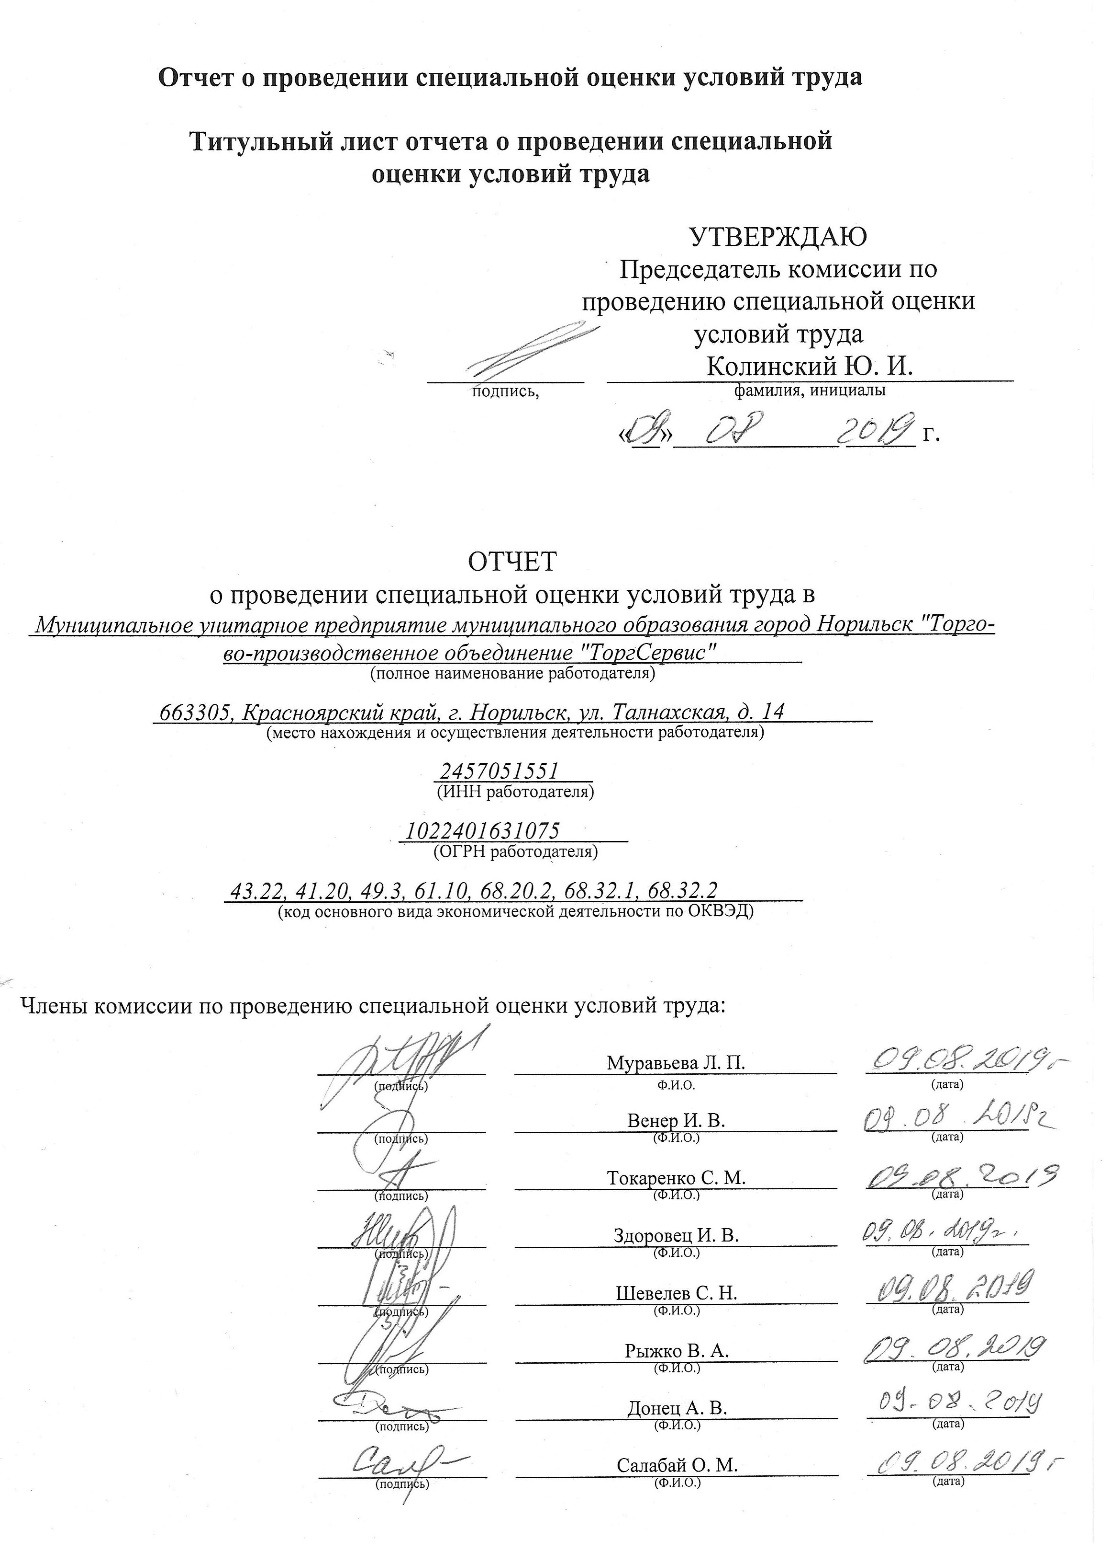 Отчет о проведении специальной оценки условий труда
Титульный лист отчета о проведении специальной
оценки условий труда
УТВЕРЖДАЮ
Председатель комиссии по
проведению специальной оценки
условий труда
Колинский Ю. И.
подпись, фамилия, инициалы
«09» 08 2019 г.
ОТЧЕТ
о проведении специальной оценки условий труда в
Муниципальное унитарное предприятие муниципального образования город Норильск "Торго-
во-производственное объединение "ТоргСервис"
(полное наименование работодателя)
663305, Красноярский край, г. Норильск, ул. Талнахская, д. 14
(место нахождения и осуществления деятельности работодателя)
2457051551
(ИНН работодателя)
1022401631075
(ОГРН работодателя)
43.22, 41.20, 49.3, 61.10, 68.20.2, 68.32.1, 68.32.2
(код основного вида экономической деятельности по ОКВЭД)
Члены комиссии по проведению специальной оценки условий труда:
Муравьева Л. П. 09.08.2019г
(подпись) Ф.И.О. (дата)
Венер И. В. 09.08.2019г
(подпись) (Ф.И.О.) (дата)
Токаренко С. М. 09.08.2019
(подпись) (Ф.И.О.) (дата)
Здоровец И. В. 09.08.2019г.
(подпись) (Ф.И.О.) (дата)
Шевелев С. Н. 09.08.2019
(подпись) (Ф.И.О.) (дата)
Рыжко В. А. 09.08.2019
(подпись) (Ф.И.О.) (дата)
Донец А. В. 09.08.2019
(подпись) (Ф.И.О.) (дата)
Салабай О. М. 09.08.2019г
(подпись) (Ф.И.О.) (дата)